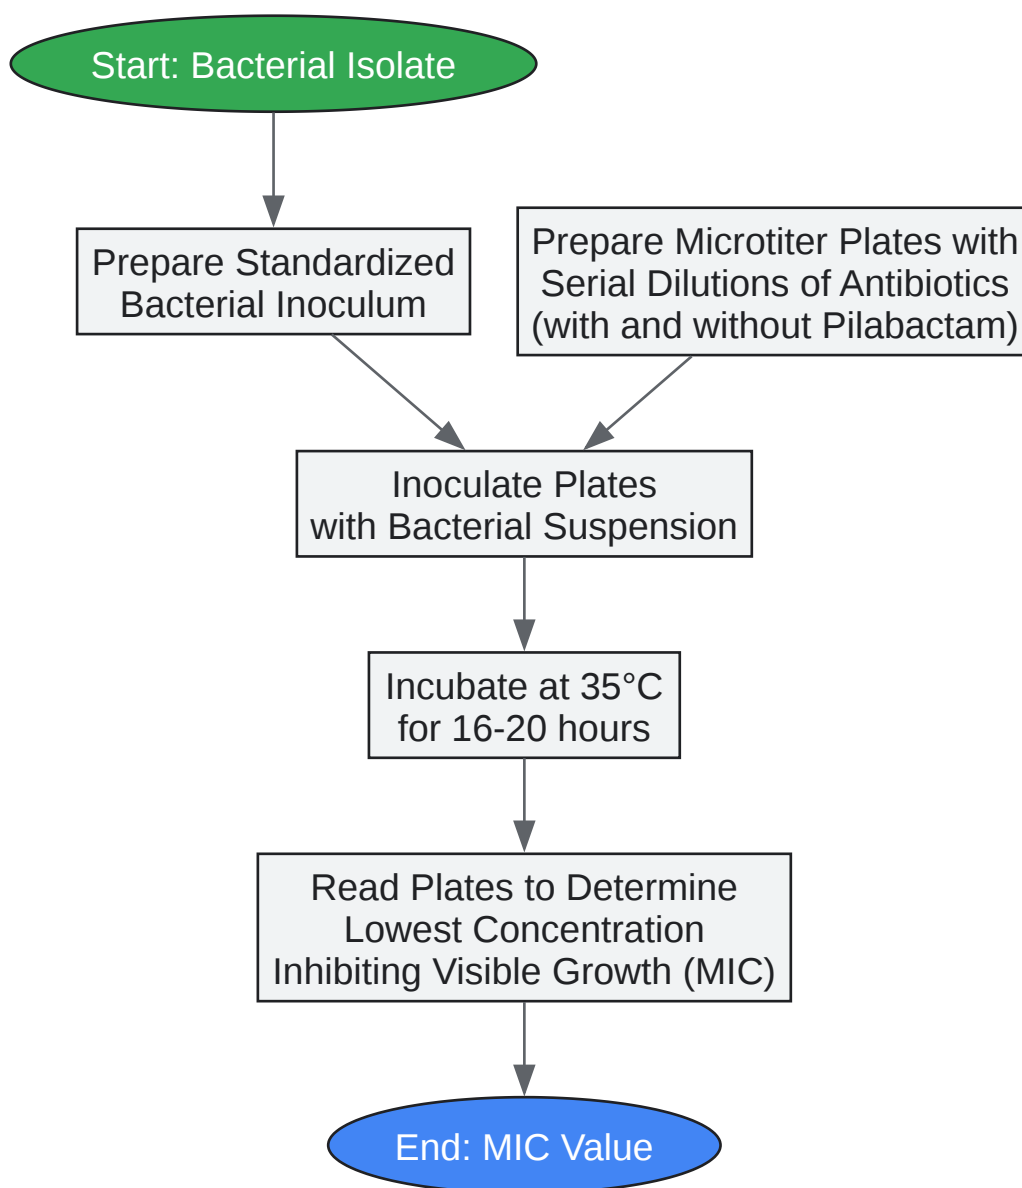 Start: Bacterial Isolate
Prepare Standardized
Bacterial Inoculum
Prepare Microtiter Plates with
Serial Dilutions of Antibiotics
(with and without Pilabactam)
Inoculate Plates
with Bacterial Suspension
Incubate at 35°C
for 16-20 hours
Read Plates to Determine
Lowest Concentration
Inhibiting Visible Growth (MIC)
End: MIC Value